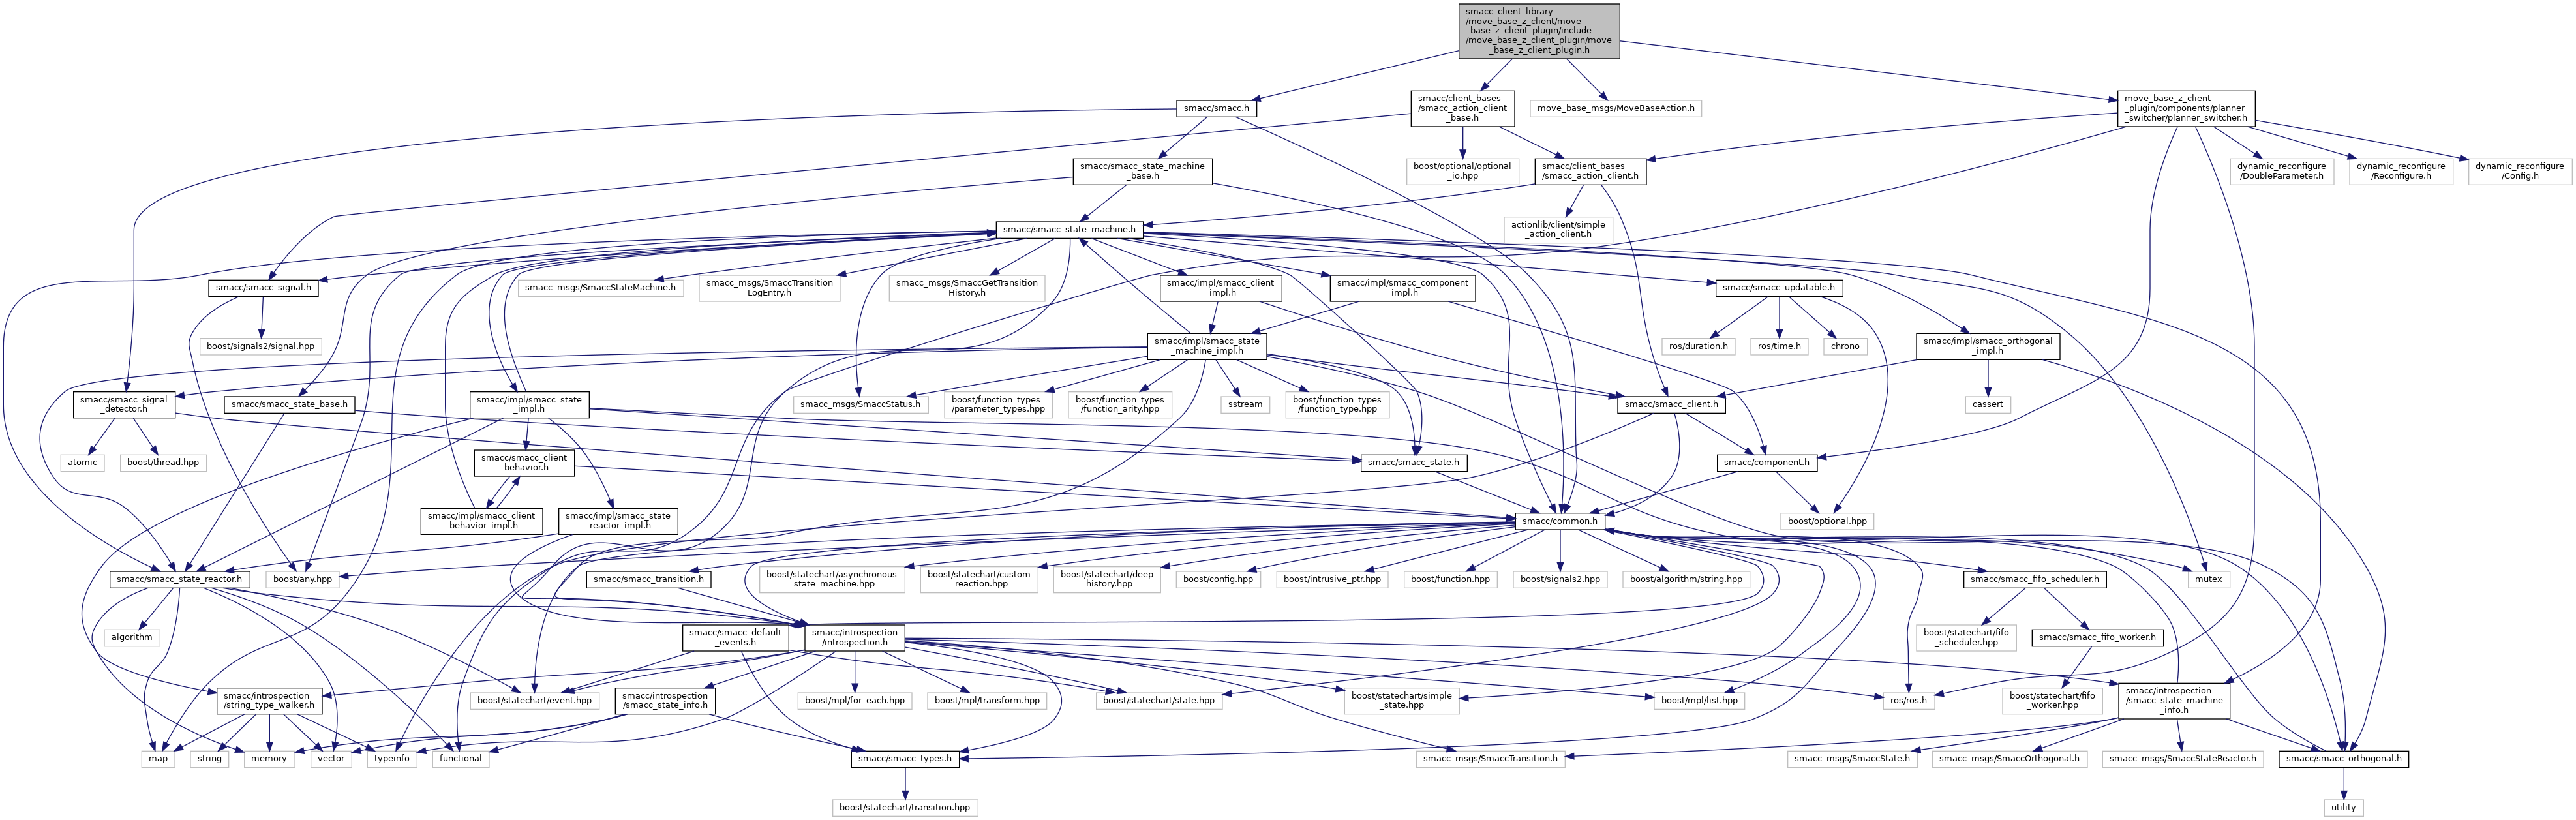 smacc_client_library
/move_base_z_client/move
_base_z_client_plugin/include
/move_base_z_client_plugin/move
_base_z_client_plugin.h
smacc/smacc.h
smacc/client_bases
/smacc_action_client
_base.h
move_base_msgs/MoveBaseAction.h
move_base_z_client
_plugin/components/planner
_switcher/planner_switcher.h
smacc/smacc_state_machine
_base.h
boost/optional/optional
_io.hpp
smacc/client_bases
/smacc_action_client.h
dynamic_reconfigure
/DoubleParameter.h
dynamic_reconfigure
/Reconfigure.h
dynamic_reconfigure
/Config.h
smacc/smacc_state_machine.h
actionlib/client/simple
_action_client.h
smacc/smacc_signal.h
smacc_msgs/SmaccStateMachine.h
smacc_msgs/SmaccTransition
LogEntry.h
smacc_msgs/SmaccGetTransition
History.h
smacc/impl/smacc_client
_impl.h
smacc/impl/smacc_component
_impl.h
smacc/smacc_updatable.h
boost/signals2/signal.hpp
smacc/impl/smacc_state
_machine_impl.h
ros/duration.h
ros/time.h
chrono
smacc/impl/smacc_orthogonal
_impl.h
smacc/smacc_signal
_detector.h
smacc/smacc_state_base.h
smacc/impl/smacc_state
_impl.h
smacc_msgs/SmaccStatus.h
boost/function_types
/parameter_types.hpp
boost/function_types
/function_arity.hpp
sstream
boost/function_types
/function_type.hpp
smacc/smacc_client.h
cassert
atomic
boost/thread.hpp
smacc/smacc_client
_behavior.h
smacc/smacc_state.h
smacc/component.h
smacc/impl/smacc_client
_behavior_impl.h
smacc/impl/smacc_state
_reactor_impl.h
smacc/common.h
boost/optional.hpp
smacc/smacc_state_reactor.h
boost/any.hpp
smacc/smacc_transition.h
boost/statechart/asynchronous
_state_machine.hpp
boost/statechart/custom
_reaction.hpp
boost/statechart/deep
_history.hpp
boost/config.hpp
boost/intrusive_ptr.hpp
boost/function.hpp
boost/signals2.hpp
boost/algorithm/string.hpp
smacc/smacc_fifo_scheduler.h
mutex
algorithm
smacc/smacc_default
_events.h
smacc/introspection
/introspection.h
boost/statechart/fifo
_scheduler.hpp
smacc/smacc_fifo_worker.h
smacc/introspection
/string_type_walker.h
boost/statechart/event.hpp
smacc/introspection
/smacc_state_info.h
boost/mpl/for_each.hpp
boost/mpl/transform.hpp
boost/statechart/state.hpp
boost/statechart/simple
_state.hpp
boost/mpl/list.hpp
ros/ros.h
boost/statechart/fifo
_worker.hpp
smacc/introspection
/smacc_state_machine
_info.h
map
string
memory
vector
typeinfo
functional
smacc/smacc_types.h
smacc_msgs/SmaccTransition.h
smacc_msgs/SmaccState.h
smacc_msgs/SmaccOrthogonal.h
smacc_msgs/SmaccStateReactor.h
smacc/smacc_orthogonal.h
boost/statechart/transition.hpp
utility